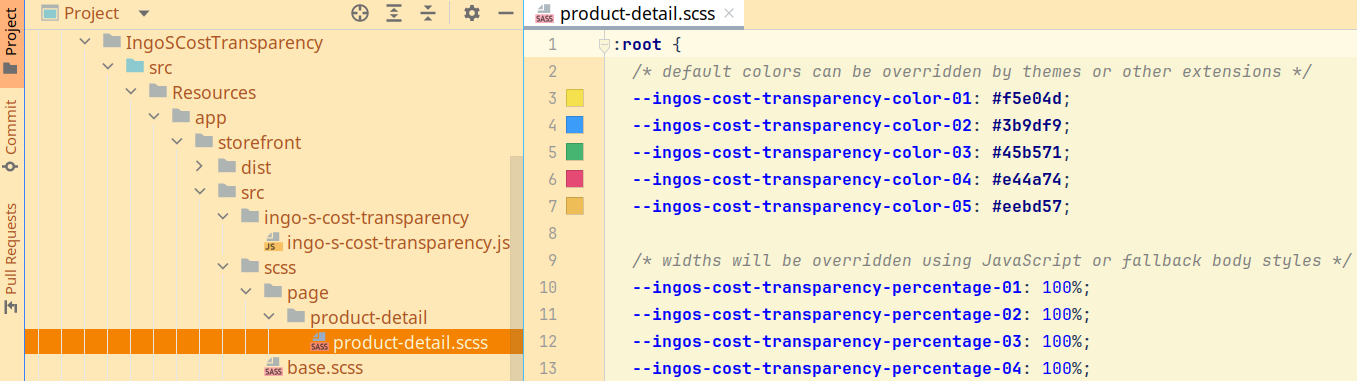 Project
Commit
Pull Requests
Project
IngoSCostTransparency
src
Resources
app
storefront
dist
src
ingo-s-cost-transparency
JS ingo-s-cost-transparency.js
scss
page
product-detail
SASS product-detail.scss
SASS base.scss
SASS product-detail.scss ×
1 :root {
2 /* default colors can be overridden by themes or other extensions */
3 --ingos-cost-transparency-color-01: #f5e04d;
4 --ingos-cost-transparency-color-02: #3b9df9;
5 --ingos-cost-transparency-color-03: #45b571;
6 --ingos-cost-transparency-color-04: #e44a74;
7 --ingos-cost-transparency-color-05: #eebd57;
8
9 /* widths will be overridden using JavaScript or fallback body styles */
10 --ingos-cost-transparency-percentage-01: 100%;
11 --ingos-cost-transparency-percentage-02: 100%;
12 --ingos-cost-transparency-percentage-03: 100%;
13 --ingos-cost-transparency-percentage-04: 100%;